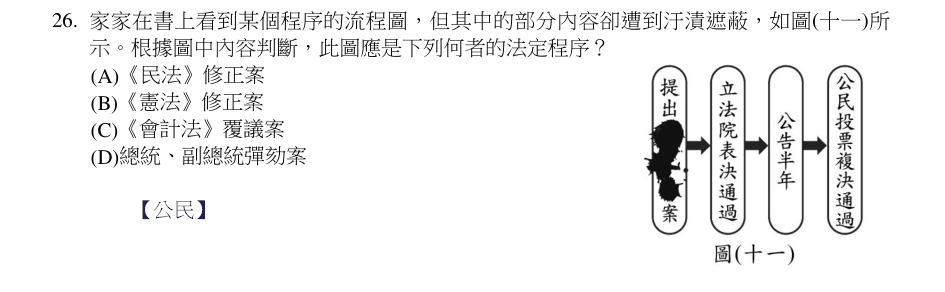 26. 家家在書上看到某個程序的流程圖，但其中的部分內容卻遭到汙漬遮蔽，如圖(十一)所
示。根據圖中內容判斷，此圖應是下列何者的法定程序？
(A)《民法》修正案
(B)《憲法》修正案
(C)《會計法》覆議案
(D)總統、副總統彈劾案
【公民】
提出
案
立法院表決通過
公告半年
公民投票複決通過
圖(十一)